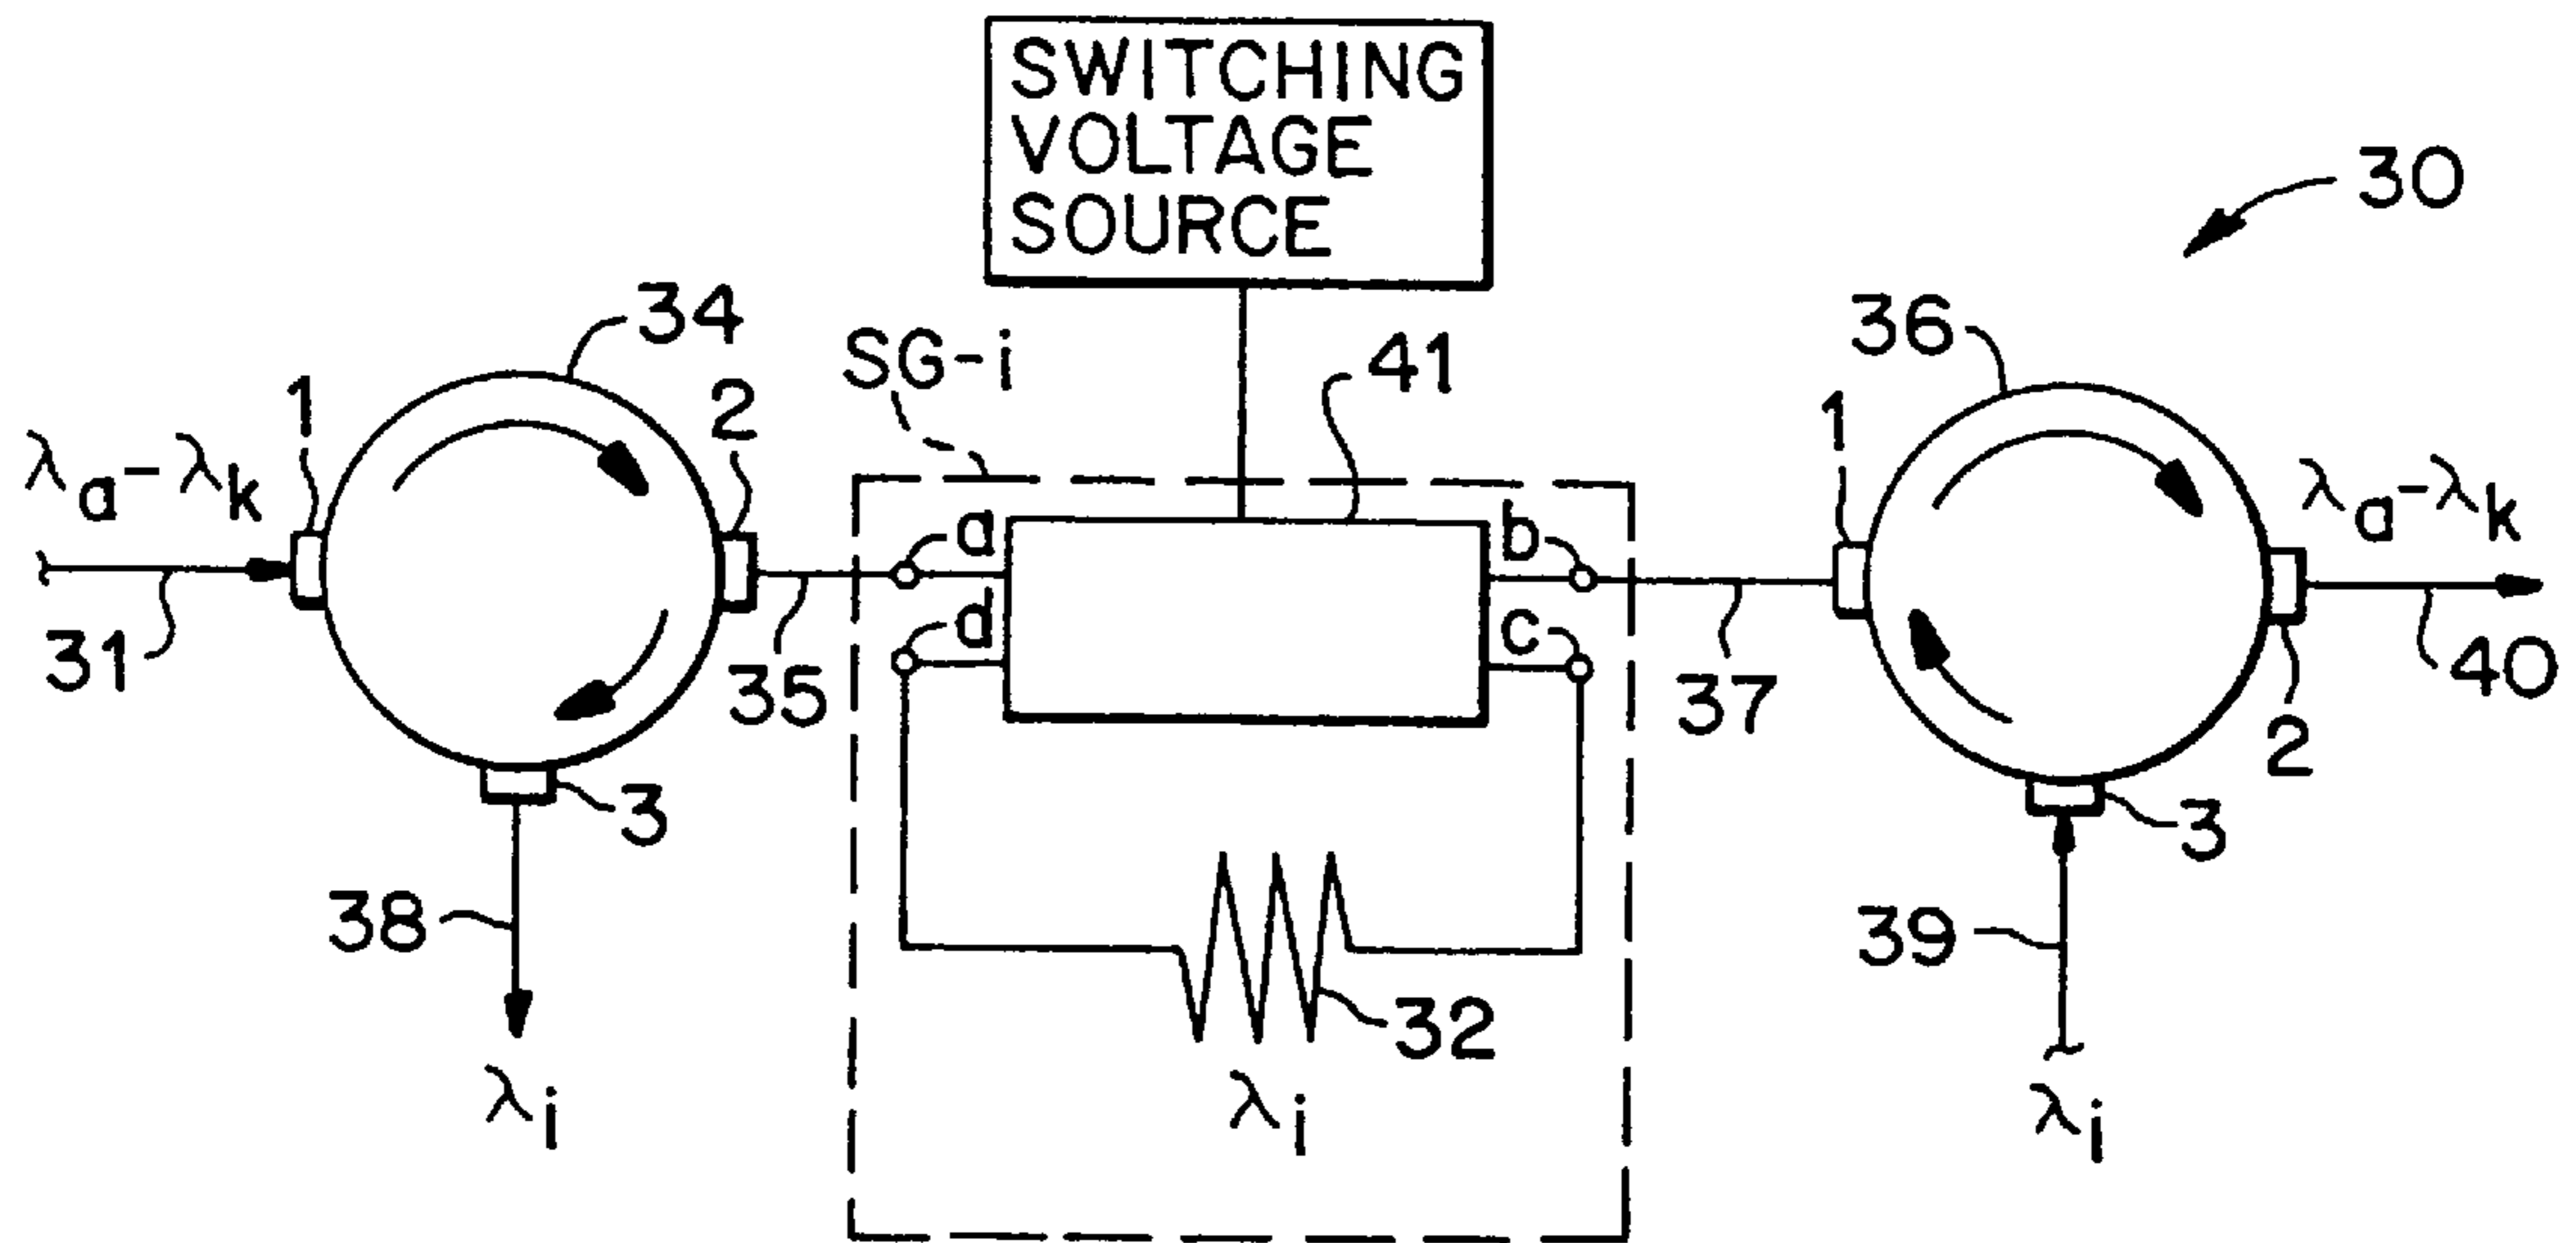 SWITCHING
VOLTAGE
SOURCE
30
34
SG-i
41
36
1
2
1
λa-λk
a
b
λa-λk
31
d
c
35
37
40
2
3
3
38
39
32
λi
λi
λi